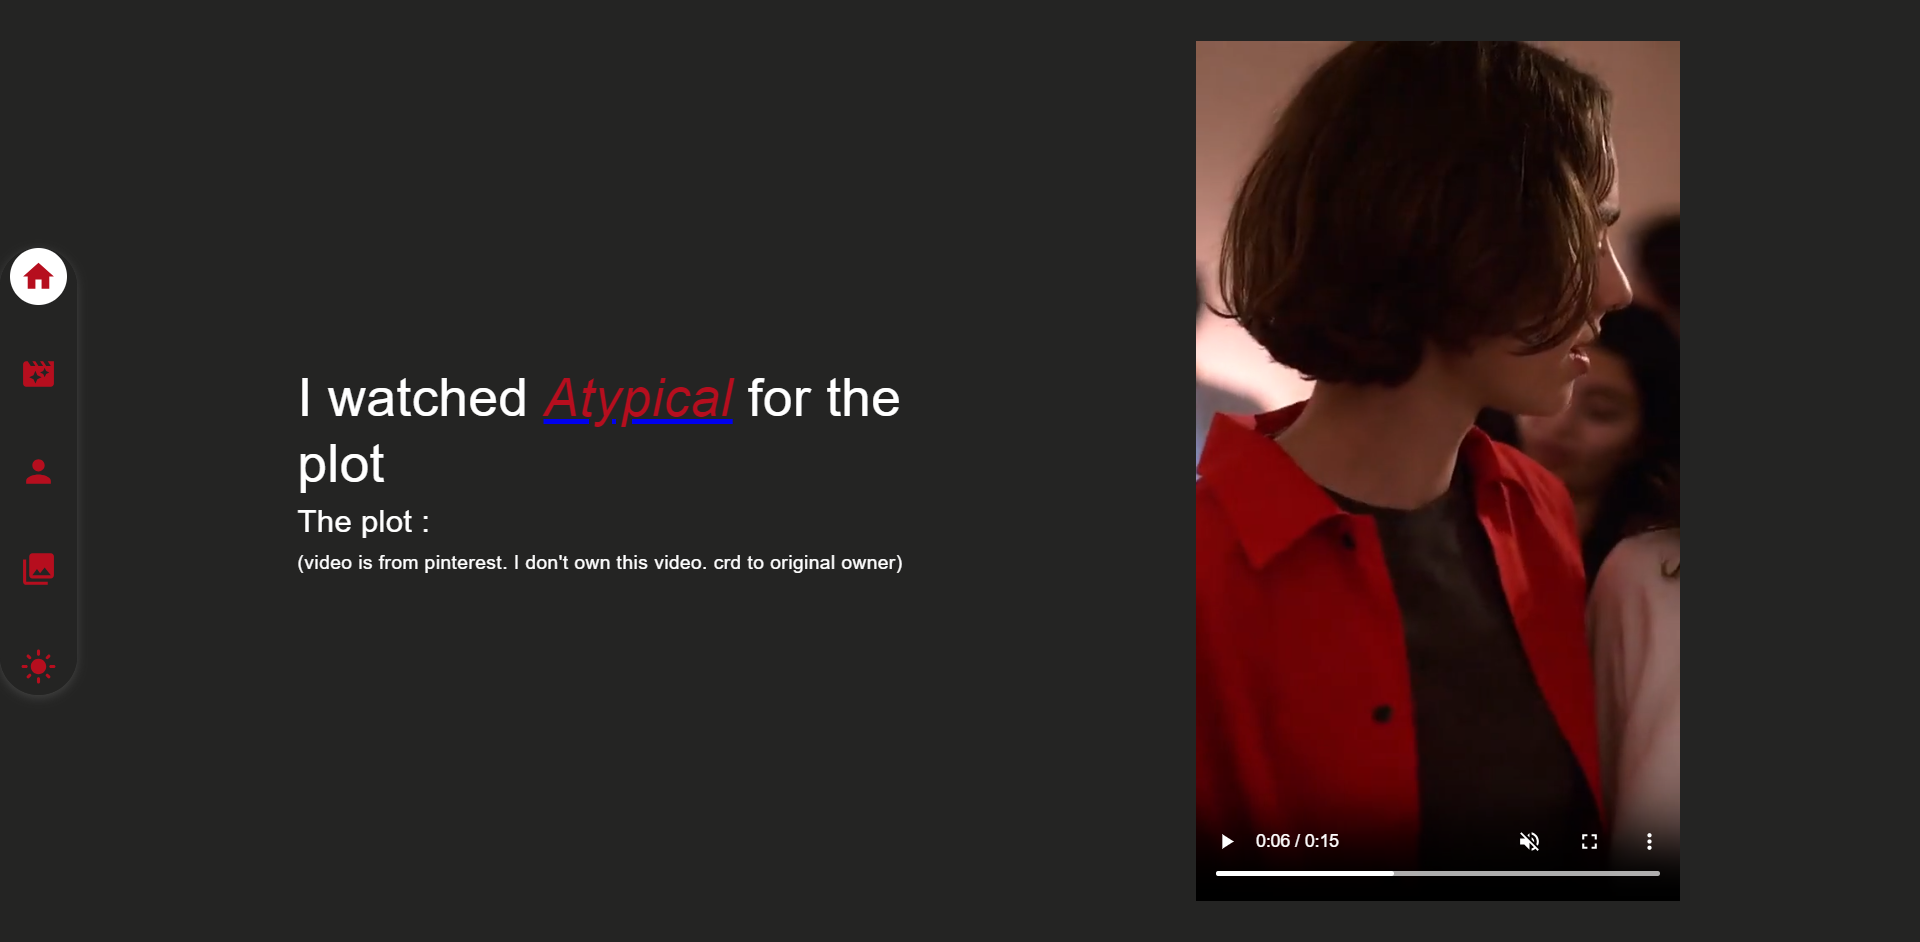 I watched Atypical for the
plot
The plot :
(video is from pinterest. I don't own this video. crd to original owner)
0:06 / 0:15